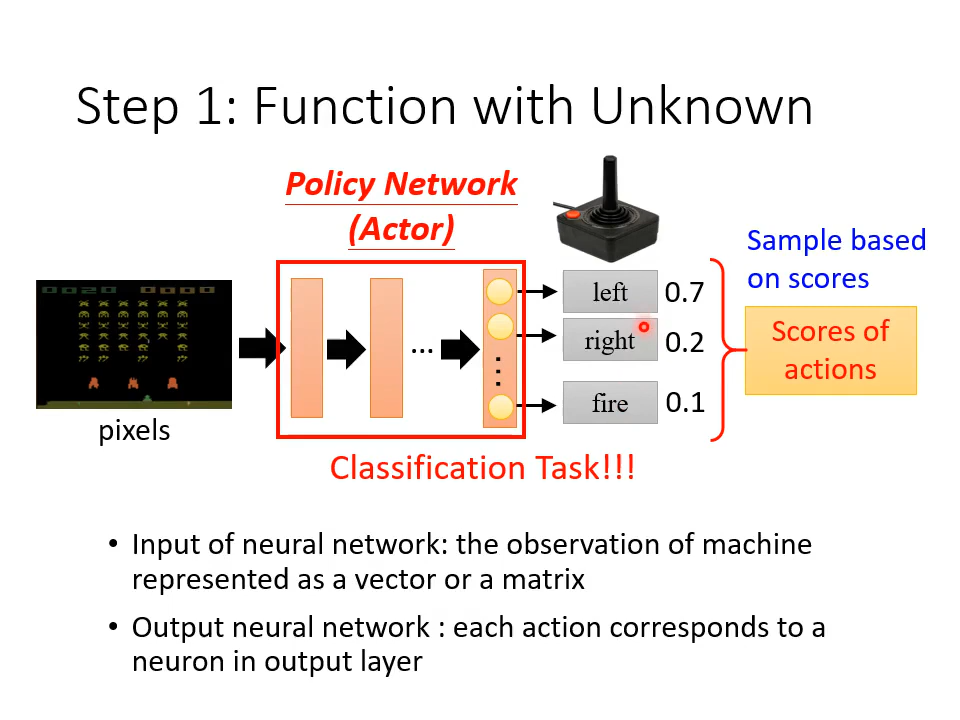 Step 1: Function with Unknown
Policy Network
(Actor)
Sample based
on scores
left 0.7
right 0.2
fire 0.1
Scores of
actions
...
pixels
Classification Task!!!
• Input of neural network: the observation of machine
represented as a vector or a matrix
• Output neural network : each action corresponds to a
neuron in output layer